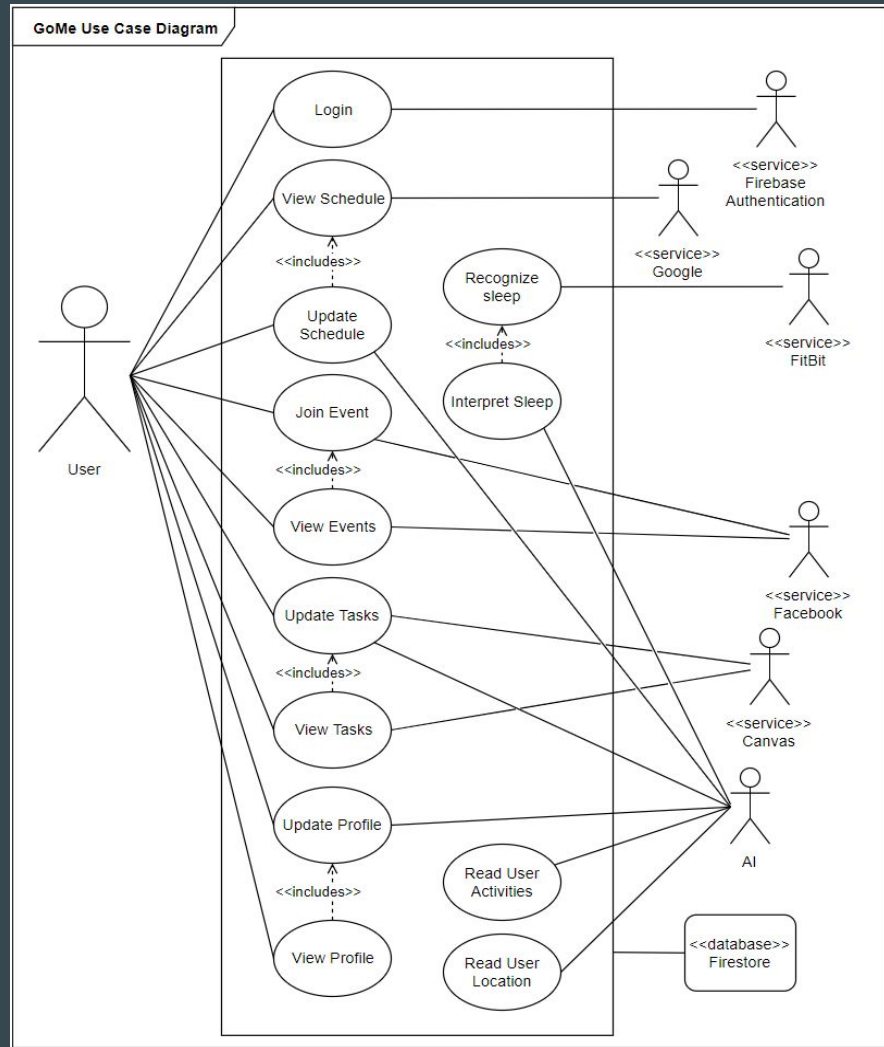 GoMe Use Case Diagram
Login
<<service>>
Firebase
Authentication
View Schedule
<<service>>
Google
<<includes>>
Recognize
sleep
Update
Schedule
<<includes>>
<<service>>
FitBit
Join Event
Interpret Sleep
User
<<includes>>
View Events
<<service>>
Facebook
Update Tasks
<<includes>>
View Tasks
<<service>>
Canvas
Update Profile
AI
<<includes>>
Read User
Activities
View Profile
Read User
Location
<<database>>
Firestore